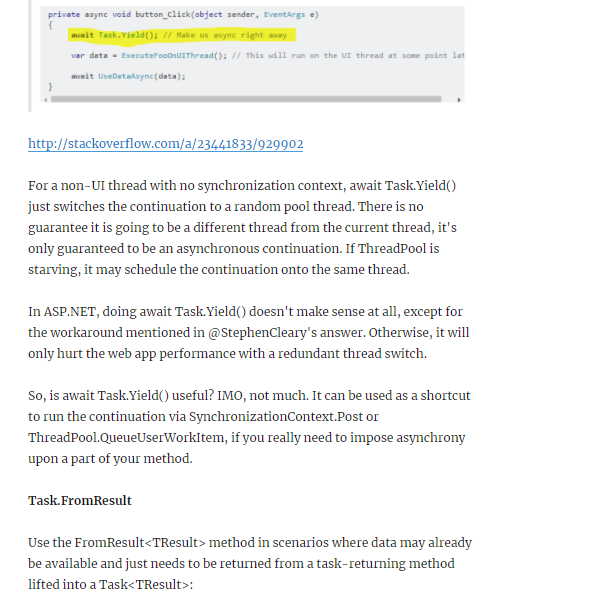 private async void button_Click(object sender, EventArgs e)
{
await Task.Yield(); // Make us async right away
var data = ExecuteFooOnUIThread(); // This will run on the UI thread at some point lat
await UseDataAsync(data);
}
http://stackoverflow.com/a/23441833/929902
For a non-UI thread with no synchronization context, await Task.Yield()
just switches the continuation to a random pool thread. There is no
guarantee it is going to be a different thread from the current thread, it's
only guaranteed to be an asynchronous continuation. If ThreadPool is
starving, it may schedule the continuation onto the same thread.
In ASP.NET, doing await Task.Yield() doesn't make sense at all, except for
the workaround mentioned in @StephenCleary's answer. Otherwise, it will
only hurt the web app performance with a redundant thread switch.
So, is await Task.Yield() useful? IMO, not much. It can be used as a shortcut
to run the continuation via SynchronizationContext.Post or
ThreadPool.QueueUserWorkItem, if you really need to impose asynchrony
upon a part of your method.
Task.FromResult
Use the FromResult<TResult> method in scenarios where data may already
be available and just needs to be returned from a task-returning method
lifted into a Task<TResult>: